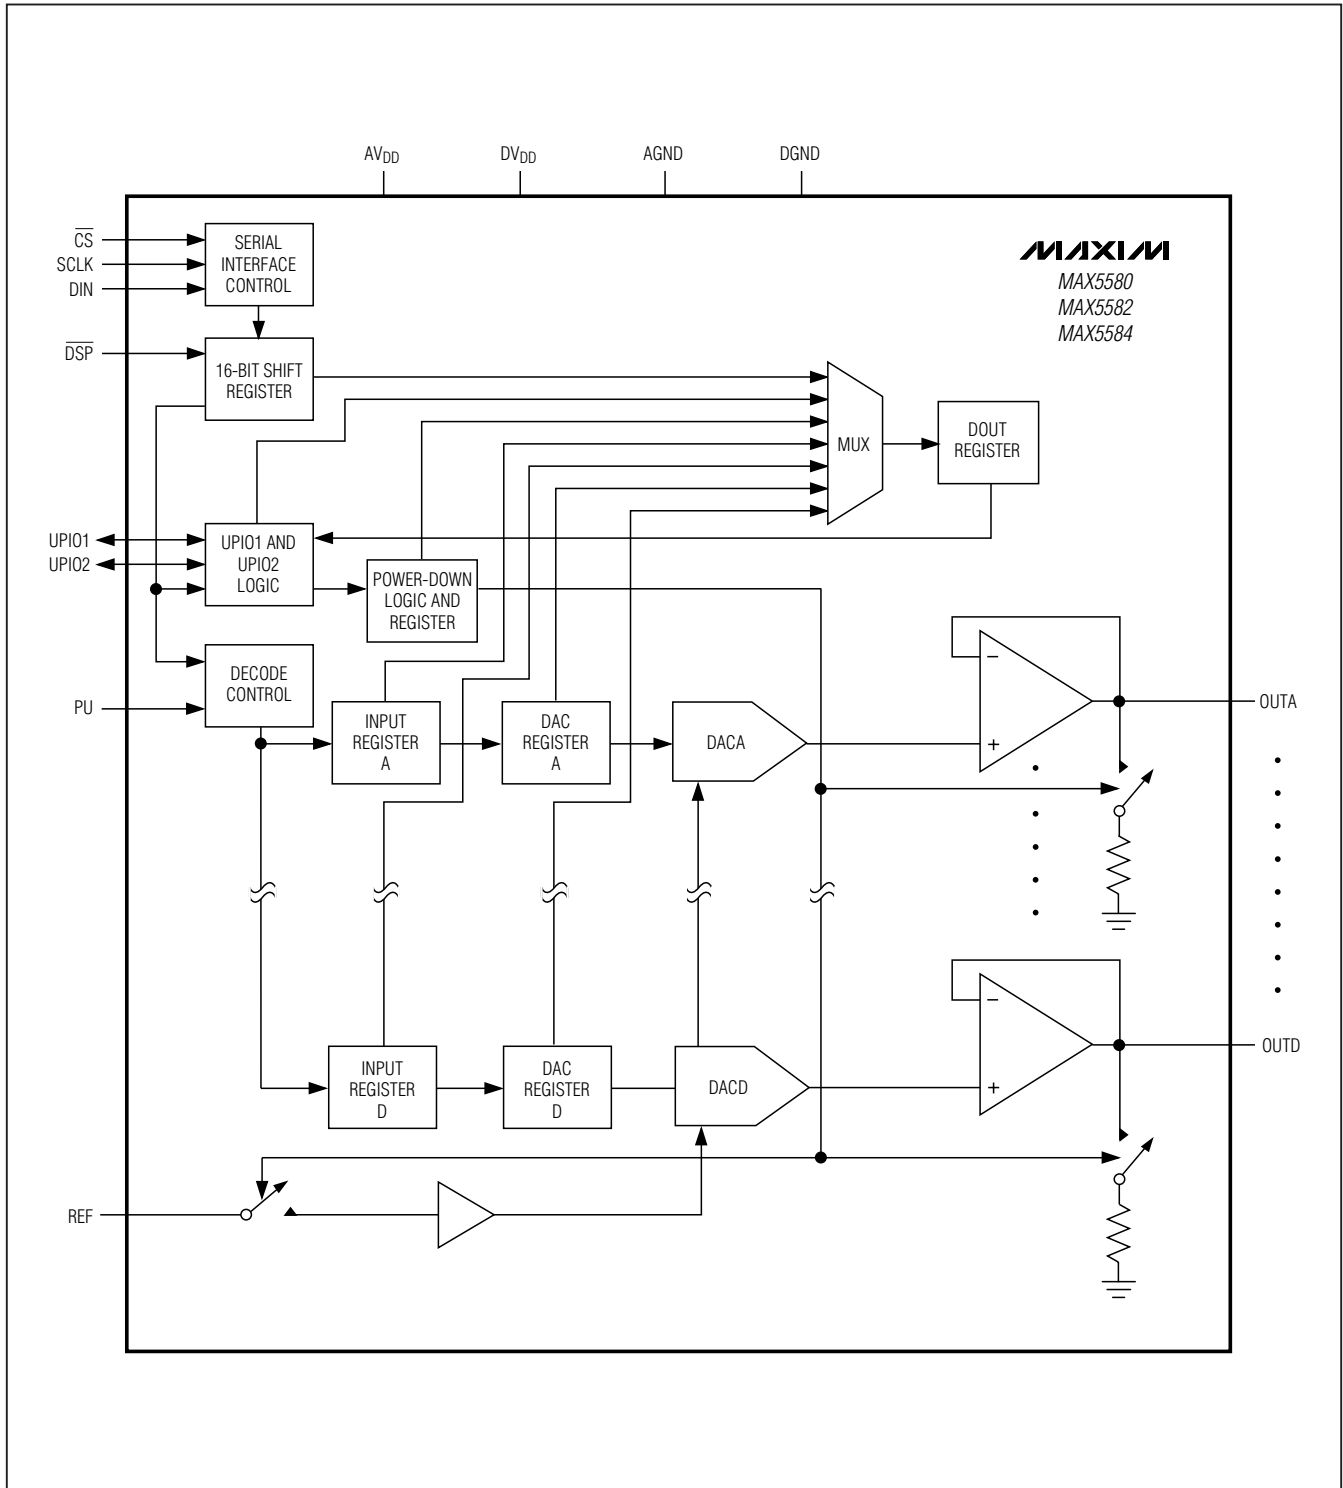 AVDD
DVDD
AGND
DGND
CS
SCLK
DIN
SERIAL
INTERFACE
CONTROL
MAXIM
MAX5580
MAX5582
MAX5584
DSP
16-BIT SHIFT
REGISTER
MUX
DOUT
REGISTER
UPIO1
UPIO2
UPIO1 AND
UPIO2
LOGIC
POWER-DOWN
LOGIC AND
REGISTER
DECODE
CONTROL
PU
INPUT
REGISTER
A
DAC
REGISTER
A
DACA
−
+
OUTA
INPUT
REGISTER
D
DAC
REGISTER
D
DACD
−
+
OUTD
REF